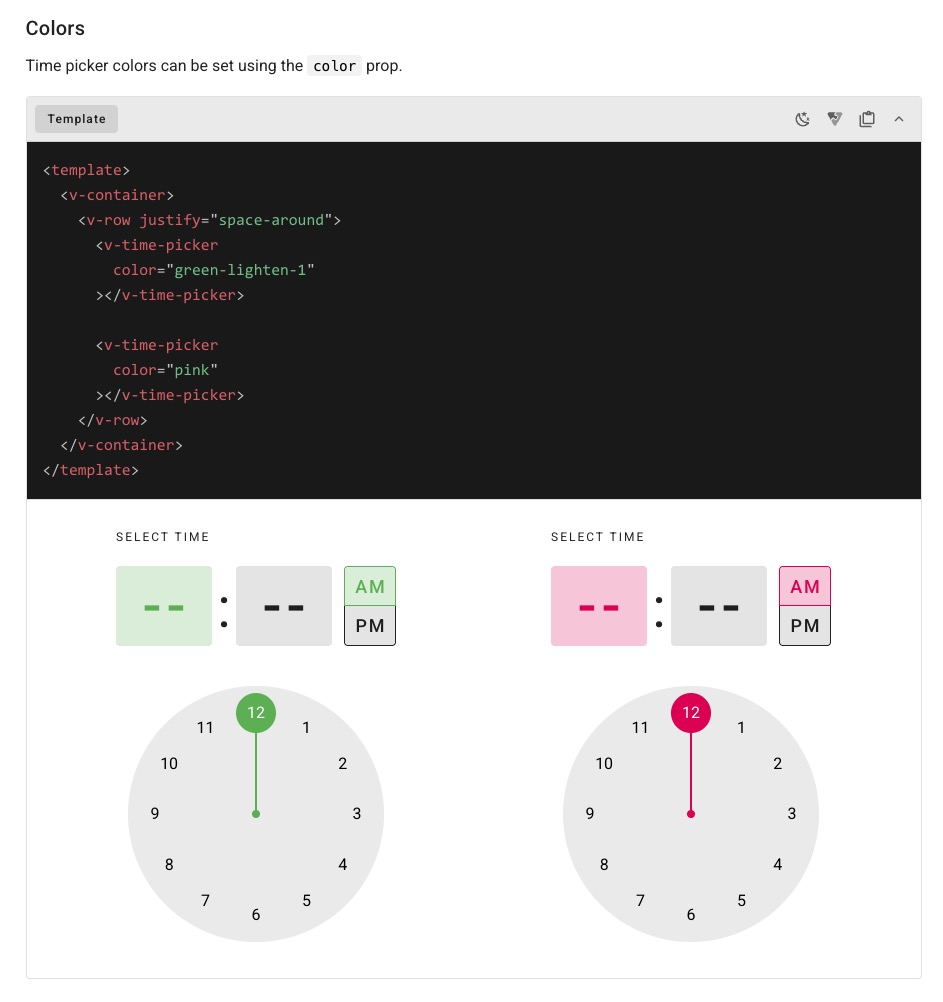 Colors
Time picker colors can be set using the color prop.
Template
<template>
  <v-container>
    <v-row justify="space-around">
      <v-time-picker
        color="green-lighten-1"
      ></v-time-picker>

      <v-time-picker
        color="pink"
      ></v-time-picker>
    </v-row>
  </v-container>
</template>
SELECT TIME
-- : -- AM
PM
12
11 1
10 2
9 3
8 4
7 5
6
SELECT TIME
-- : -- AM
PM
12
11 1
10 2
9 3
8 4
7 5
6